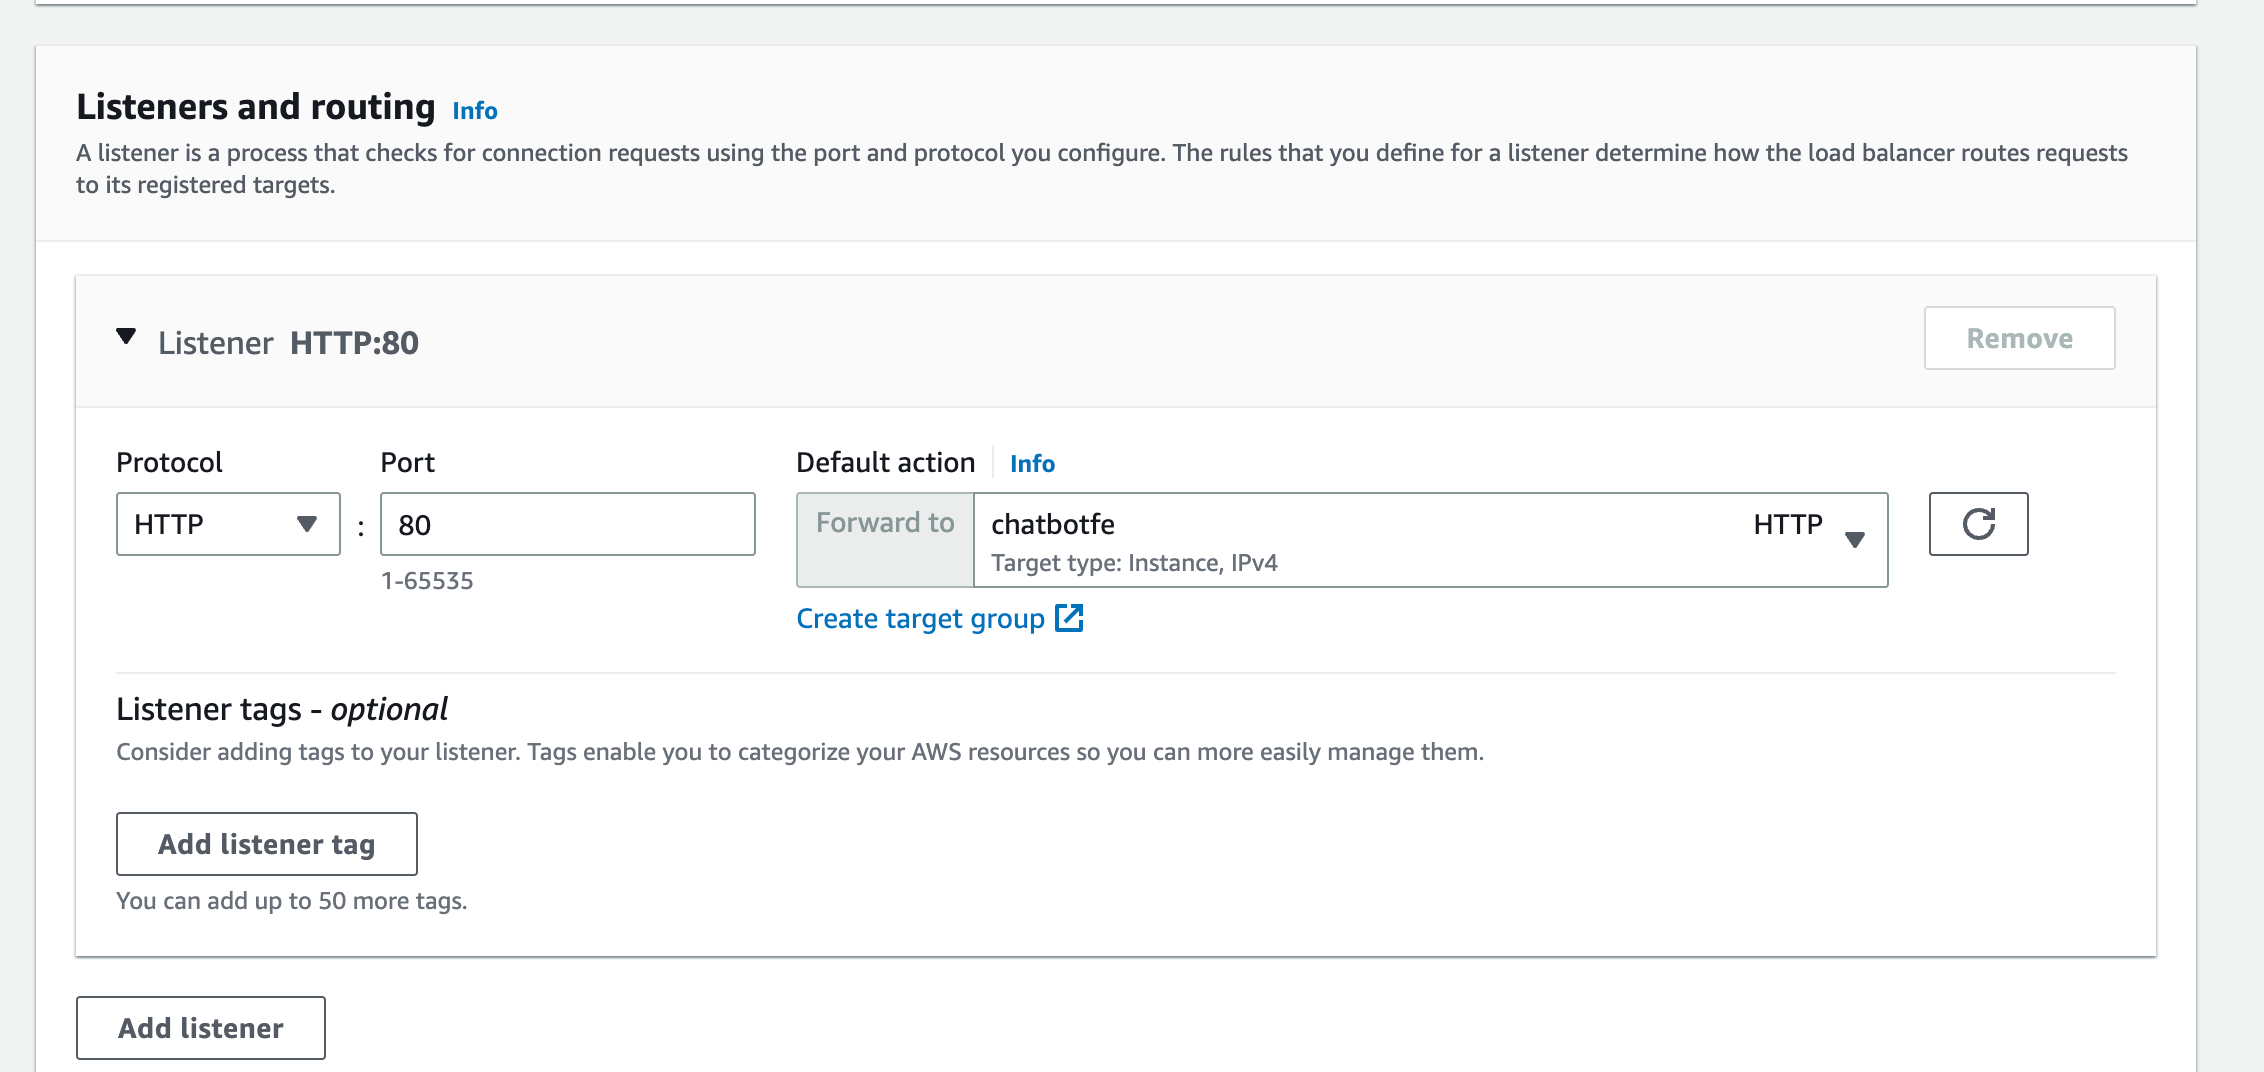 Listeners and routing Info
A listener is a process that checks for connection requests using the port and protocol you configure. The rules that you define for a listener determine how the load balancer routes requests
to its registered targets.
Listener HTTP:80
Remove
Protocol
Port
Default action
Info
HTTP
:
80
Forward to
chatbotfe
HTTP
Target type: Instance, IPv4
1-65535
Create target group
Listener tags - optional
Consider adding tags to your listener. Tags enable you to categorize your AWS resources so you can more easily manage them.
Add listener tag
You can add up to 50 more tags.
Add listener